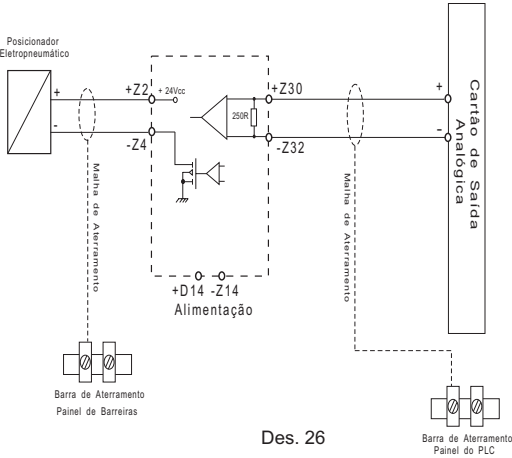 Posicionador
Eletropneumático
+
-
+Z2
-Z4
+ 24Vcc
250R
+Z30
-Z32
+
-
Cartão de Saída
Analógica
Malha de Aterramento
Malha de Aterramento
+D14 -Z14
Alimentação
Barra de Aterramento
Painel de Barreiras
Des. 26
Barra de Aterramento
Painel do PLC